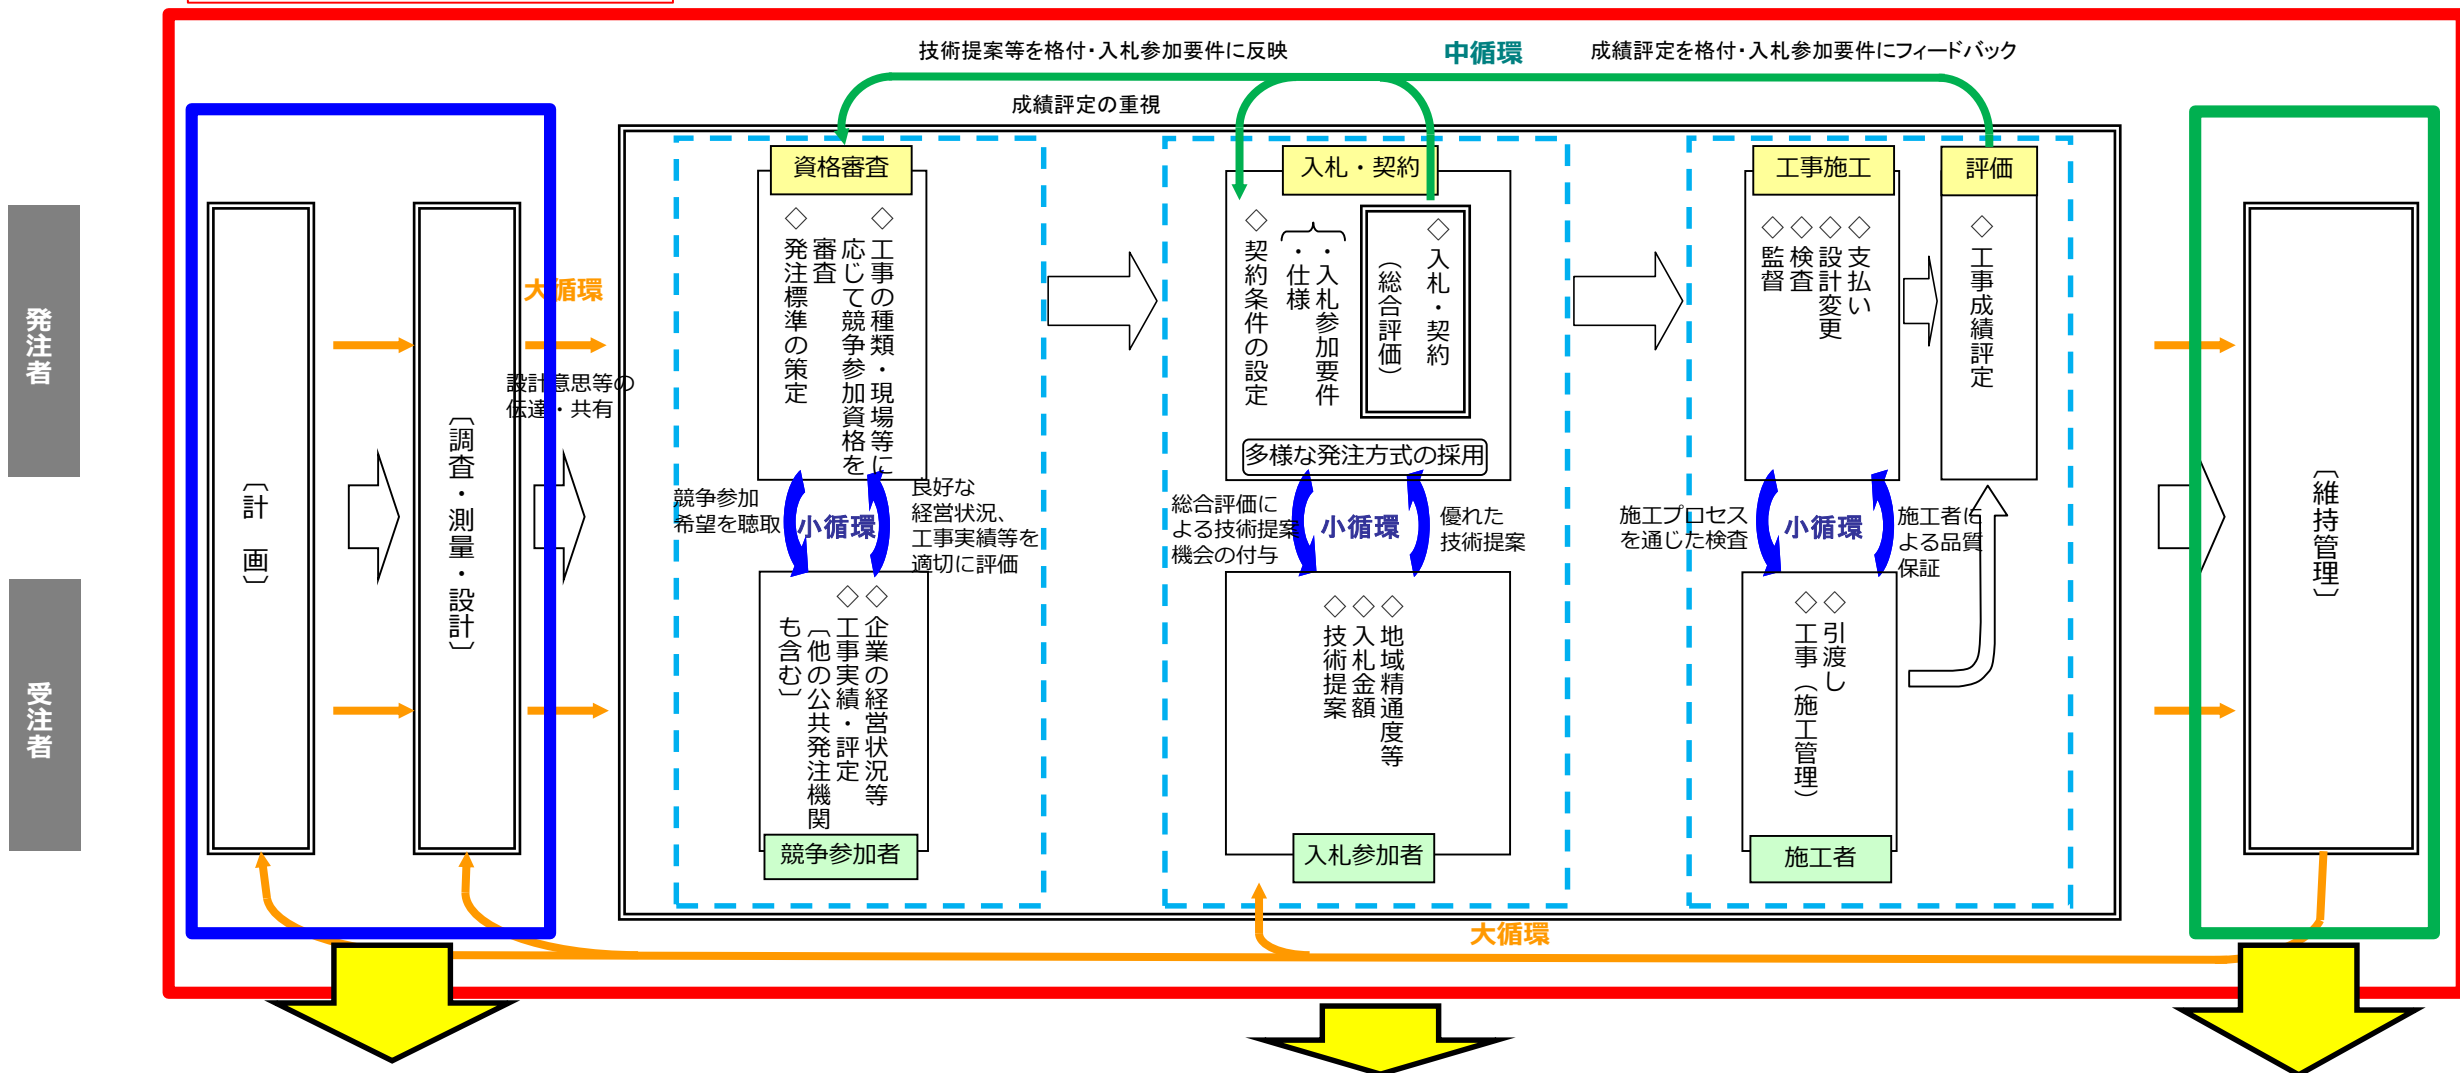 技術提案等を格付・入札参加要件に反映
中循環
成績評定を格付・入札参加要件にフィードバック
成績評定の重視
発注者
受注者
〔計　画〕
〔調査・測量・設計〕
大循環
設計意思等の
伝達・共有
資格審査
◇工事の種類・現場等に
応じて競争参加資格を
審査
◇発注標準の策定
競争参加
希望を聴取
小循環
良好な
経営状況、
工事実績等を
適切に評価
◇企業の経営状況等
◇工事実績・評定
〔他の公共発注機関
も含む〕
競争参加者
入札・契約
◇入札・契約
（総合評価）
・入札参加要件
・仕様
◇契約条件の設定
多様な発注方式の採用
総合評価に
よる技術提案
機会の付与
小循環
優れた
技術提案
◇地域精通度等
◇入札金額
◇技術提案
入札参加者
工事施工
◇支払い
◇設計変更
◇検査
◇監督
評価
◇工事成績評定
施工プロセス
を通じた検査
小循環
施工者に
よる品質
保証
◇引渡し
◇工事（施工管理）
施工者
〔維持管理〕
大循環